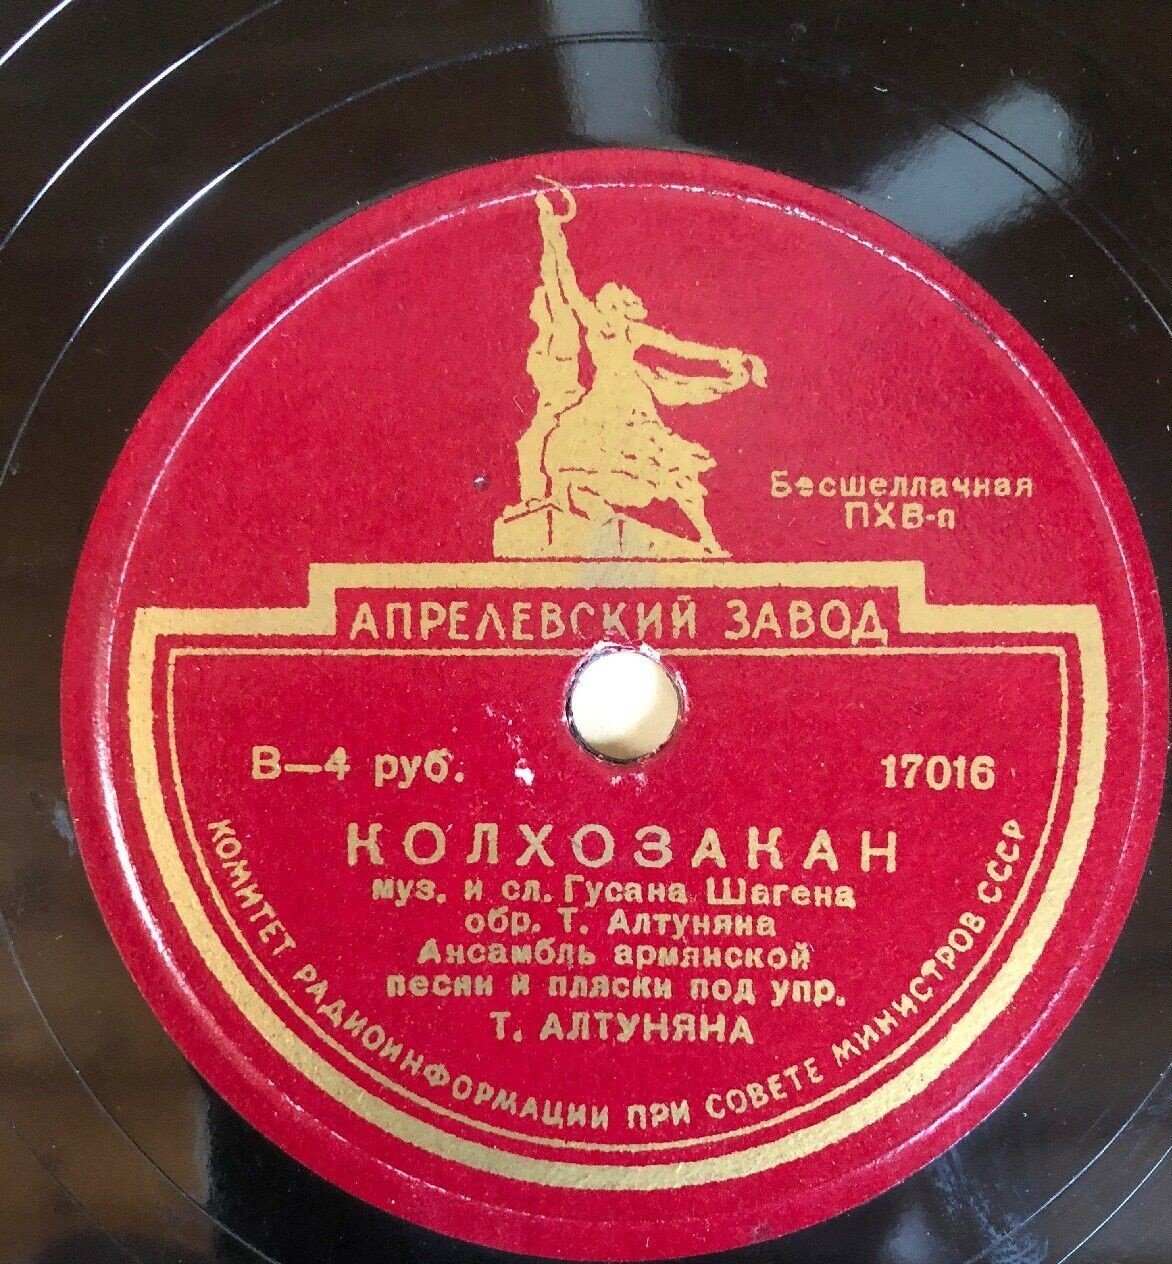 Бесшеллачная
ПХВ-п
АПРЕЛЕВСКИЙ ЗАВОД
В—4 руб.
17016
КОЛХОЗАКАН
муз. и сл. Гусана Шагена
обр. Т. Алтуняна
Ансамбль армянской
песни и пляски под упр.
Т. АЛТУНЯНА
КОМИТЕТ РАДИОИНФОРМАЦИИ ПРИ СОВЕТЕ МИНИСТРОВ СССР